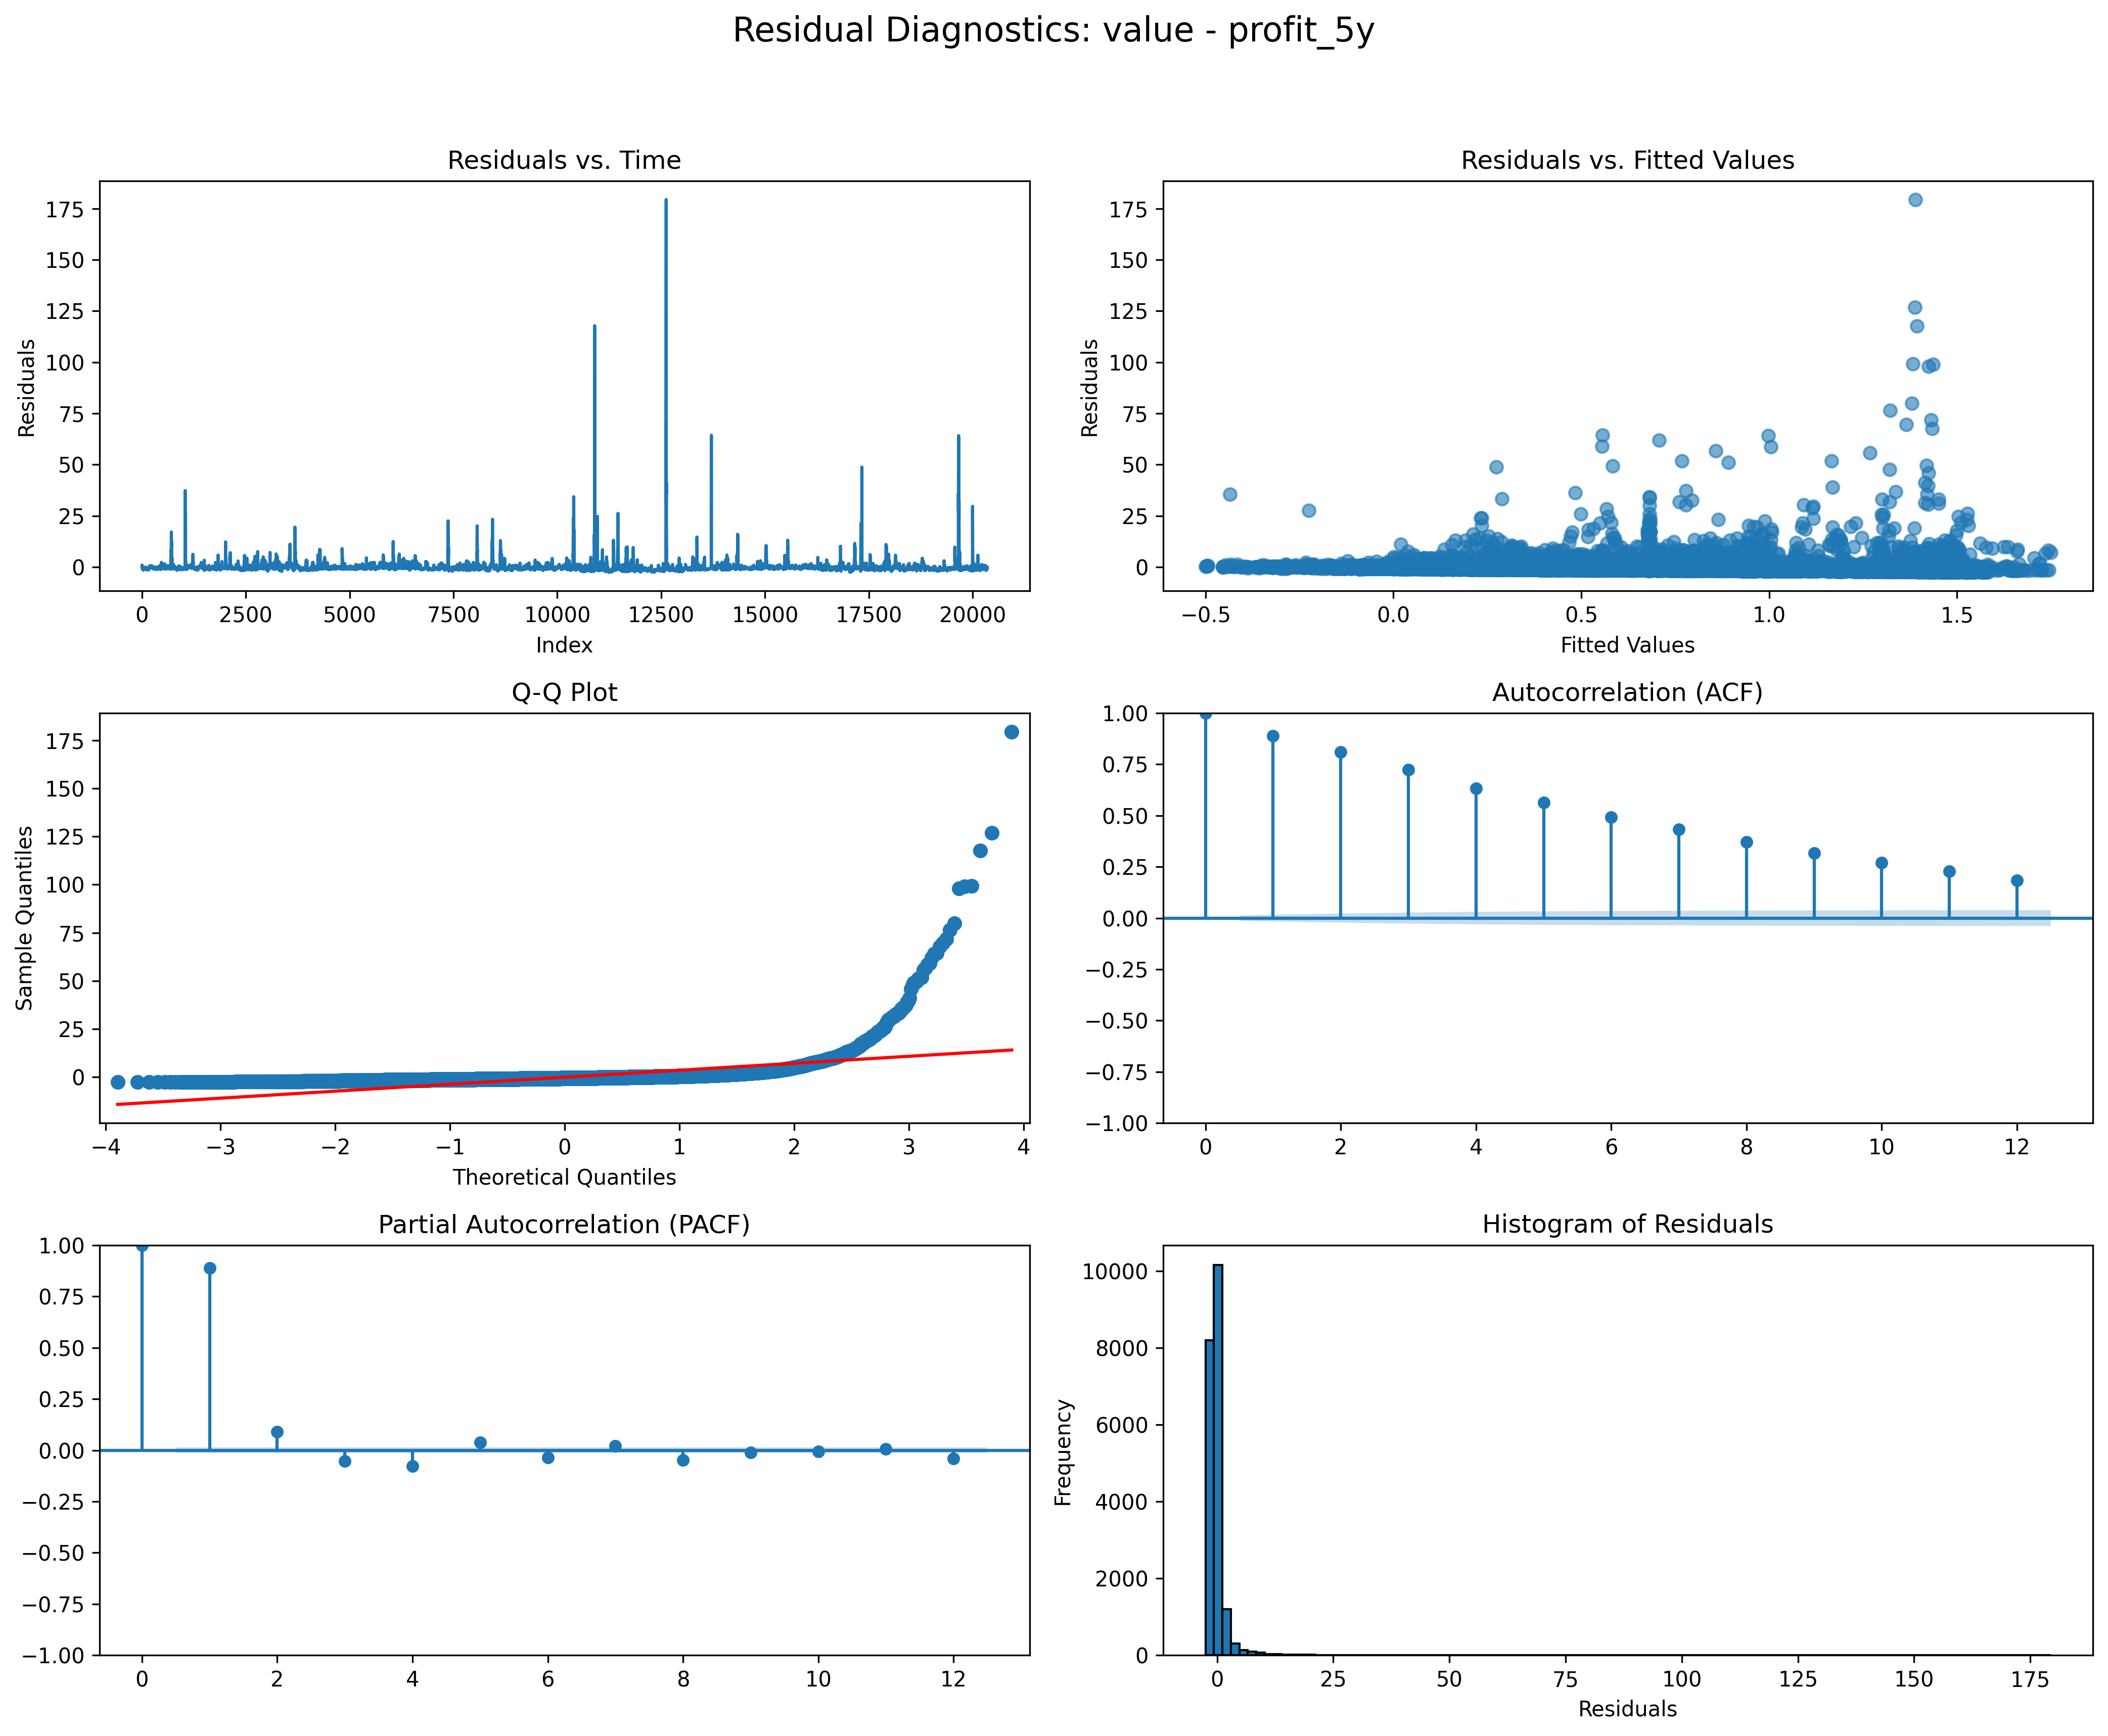 Residual Diagnostics: value - profit_5y
Residuals vs. Time
Residuals
175
150
125
100
75
50
25
0
0 2500 5000 7500 10000 12500 15000 17500 20000
Index
Residuals vs. Fitted Values
Residuals
175
150
125
100
75
50
25
0
−0.5 0.0 0.5 1.0 1.5
Fitted Values
Q-Q Plot
Sample Quantiles
175
150
125
100
75
50
25
0
−4 −3 −2 −1 0 1 2 3 4
Theoretical Quantiles
Autocorrelation (ACF)
1.00
0.75
0.50
0.25
0.00
−0.25
−0.50
−0.75
−1.00
0 2 4 6 8 10 12
Partial Autocorrelation (PACF)
1.00
0.75
0.50
0.25
0.00
−0.25
−0.50
−0.75
−1.00
0 2 4 6 8 10 12
Histogram of Residuals
Frequency
10000
8000
6000
4000
2000
0
0 25 50 75 100 125 150 175
Residuals